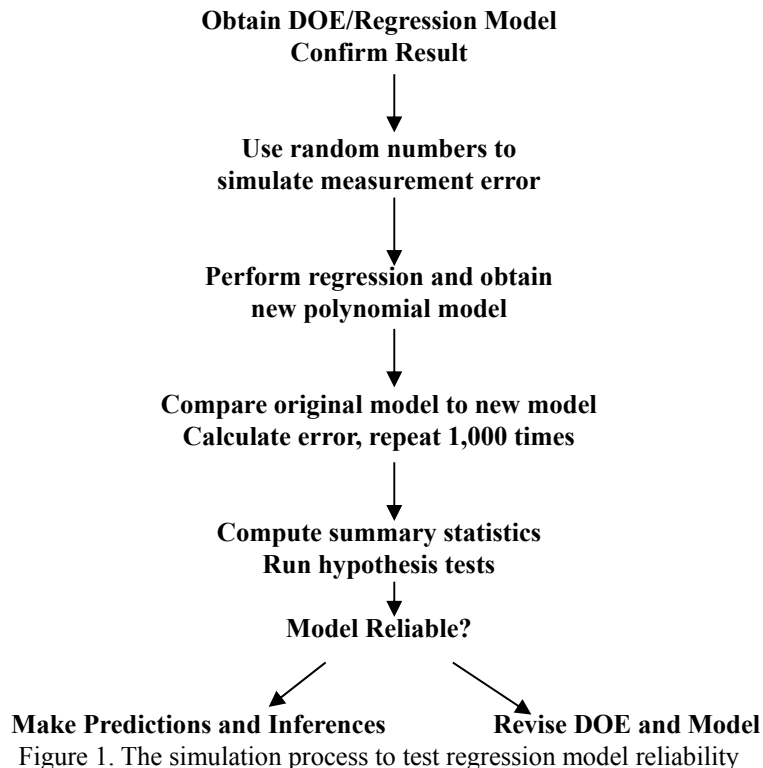 Obtain DOE/Regression Model
Confirm Result
Use random numbers to
simulate measurement error
Perform regression and obtain
new polynomial model
Compare original model to new model
Calculate error, repeat 1,000 times
Compute summary statistics
Run hypothesis tests
Model Reliable?
Make Predictions and Inferences
Revise DOE and Model
Figure 1. The simulation process to test regression model reliability